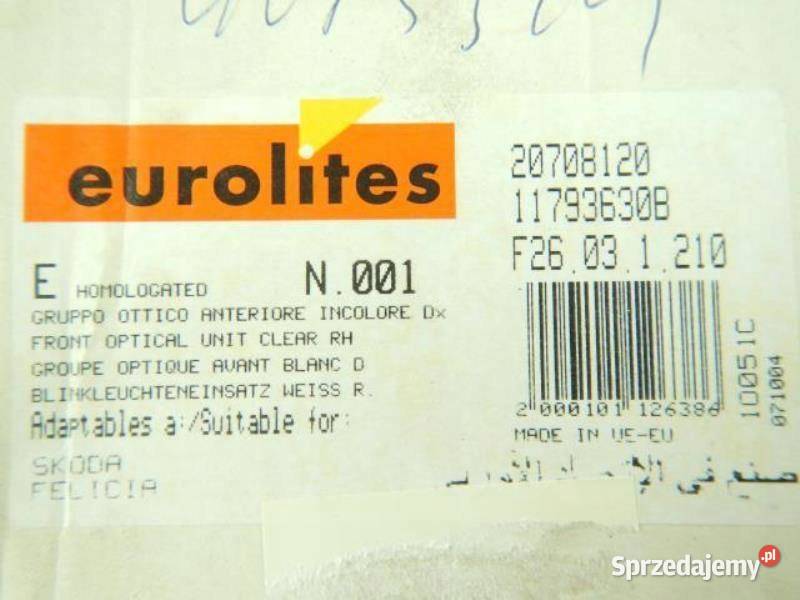 eurolites
20708120
11793630B
F26.03.1.210
E HOMOLOGATED N.001
GRUPPO OTTICO ANTERIORE INCOLORE Dx
FRONT OPTICAL UNIT CLEAR RH
GROUPE OPTIQUE AVANT BLANC D
BLINKLEUCHTENEINSATZ WEISS R.
Adaptables a:/Suitable for:
SKODA
FELICIA
2 000101 126386
10051C
071004
MADE IN UE-EU
صنع في
Sprzedajemy.pl